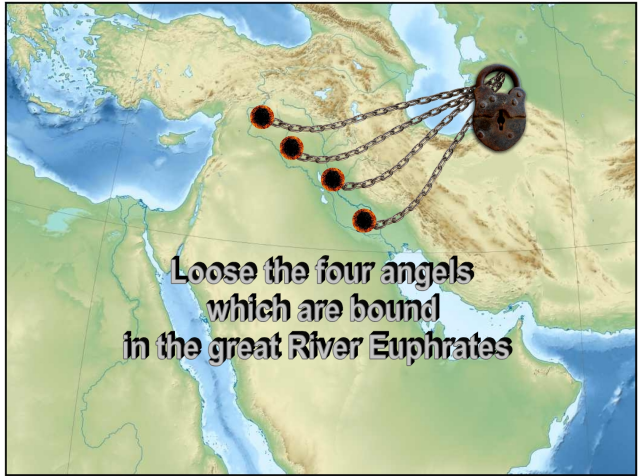 Loose the four angels
which are bound
in the great River Euphrates